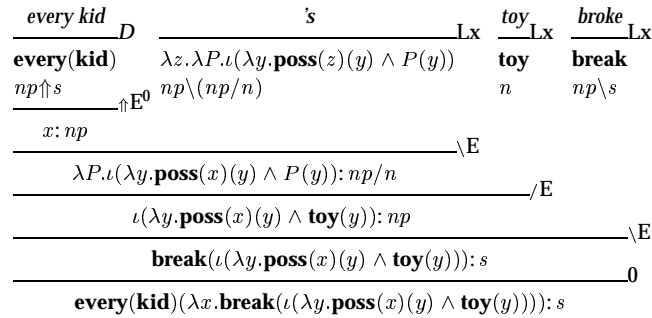 every kid 's toy broke
D Lx Lx Lx
every(kid) λz.λP.ι(λy.poss(z)(y) ∧ P(y)) toy break
np⇑s np\(np/n) n np\s
⇑E⁰
x: np
\E
λP.ι(λy.poss(x)(y) ∧ P(y)): np/n
/E
ι(λy.poss(x)(y) ∧ toy(y)): np
\E
break(ι(λy.poss(x)(y) ∧ toy(y))): s
0
every(kid)(λx.break(ι(λy.poss(x)(y) ∧ toy(y)))): s